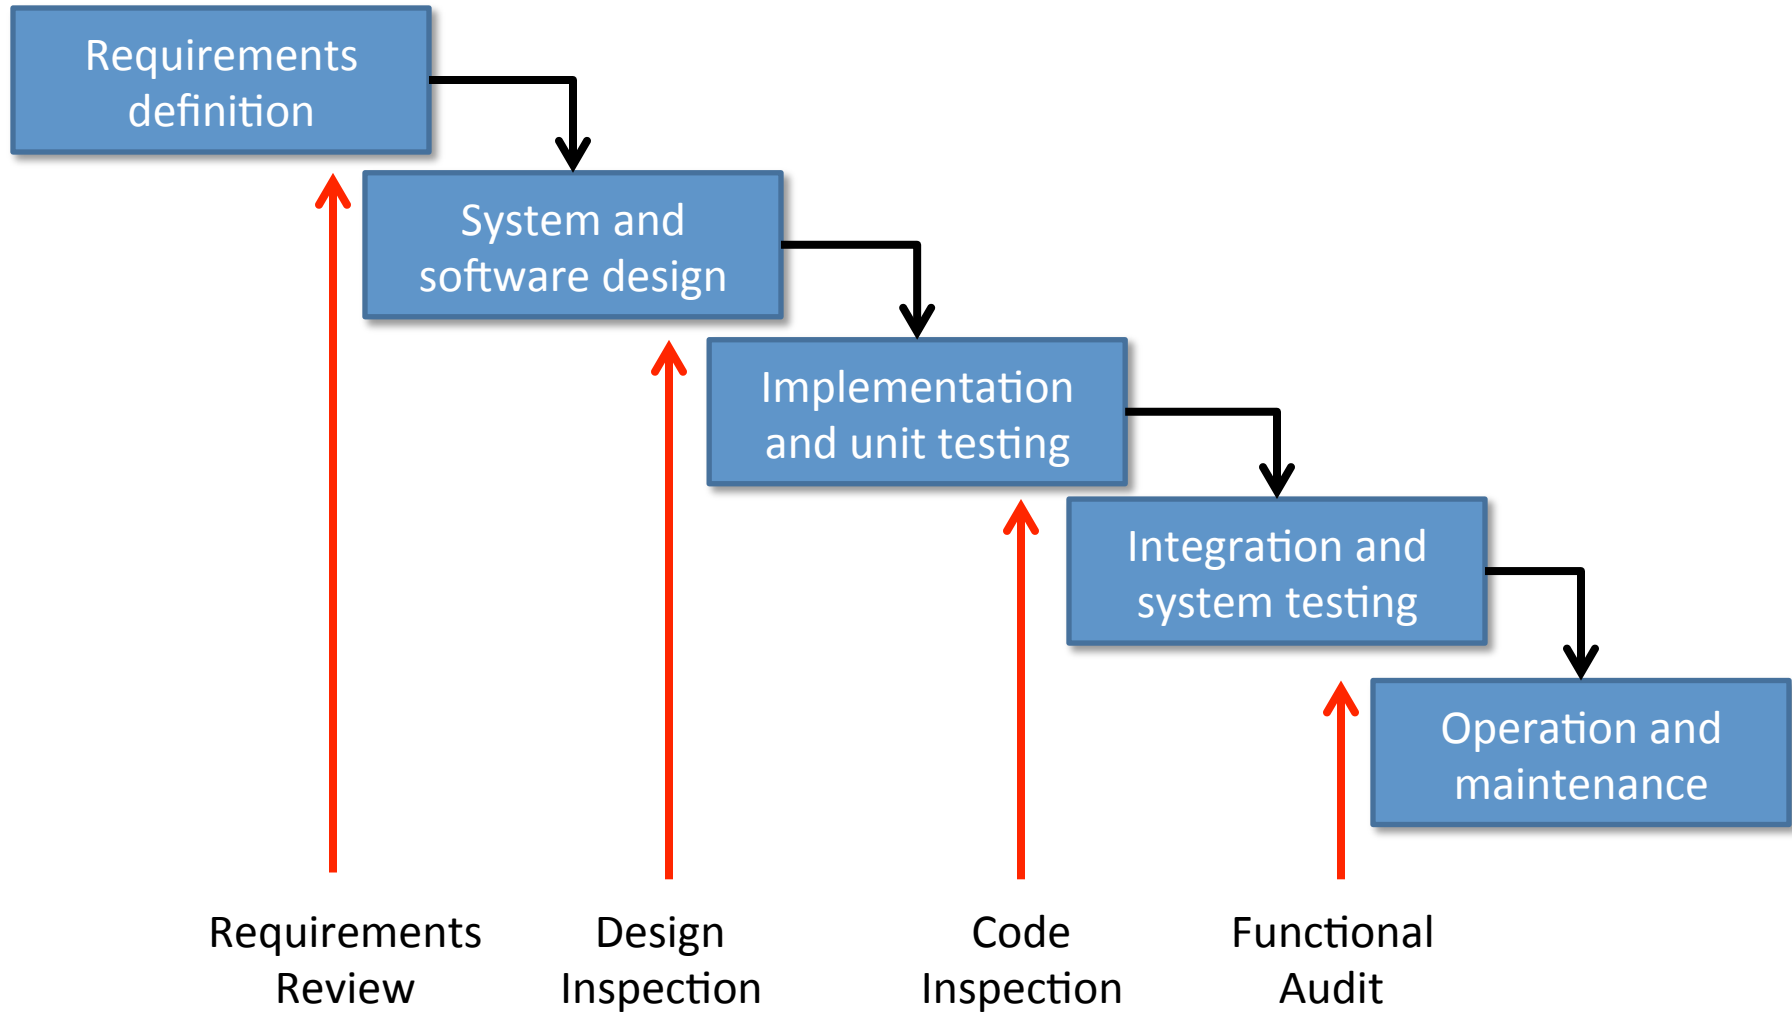 Requirements
definition
System and
software design
Implementation
and unit testing
Integration and
system testing
Operation and
maintenance
Requirements
Review
Design
Inspection
Code
Inspection
Functional
Audit